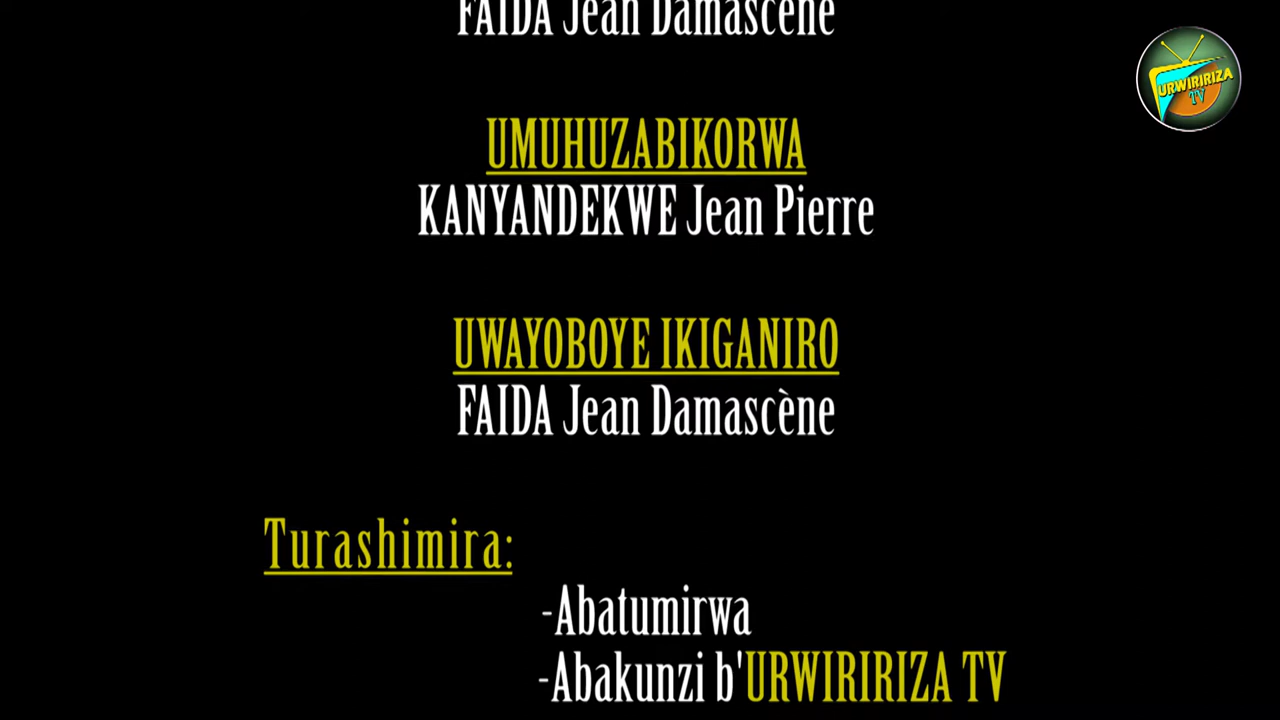 FAIDA Jean Damascène
URWIRIRIZA
TV
UMUHUZABIKORWA
KANYANDEKWE Jean Pierre
UWAYOBOYE IKIGANIRO
FAIDA Jean Damascène
Turashimira:
-Abatumirwa
-Abakunzi b'URWIRIRIZA TV